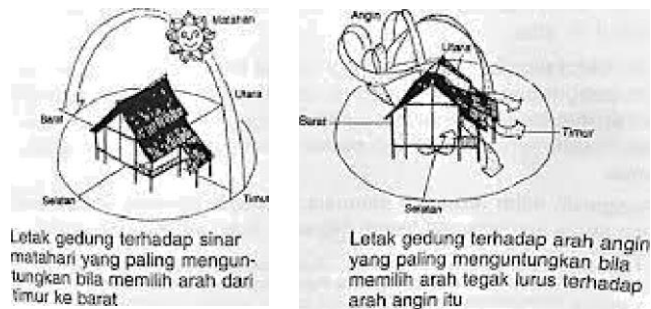 Matahari
Utara
Barat
Selatan
Timur
Letak gedung terhadap sinar
matahari yang paling mengun-
tungkan bila memilih arah dari
timur ke barat
Angin
Utara
Barat
Timur
Selatan
Letak gedung terhadap arah angin
yang paling menguntungkan bila
memilih arah tegak lurus terhadap
arah angin itu